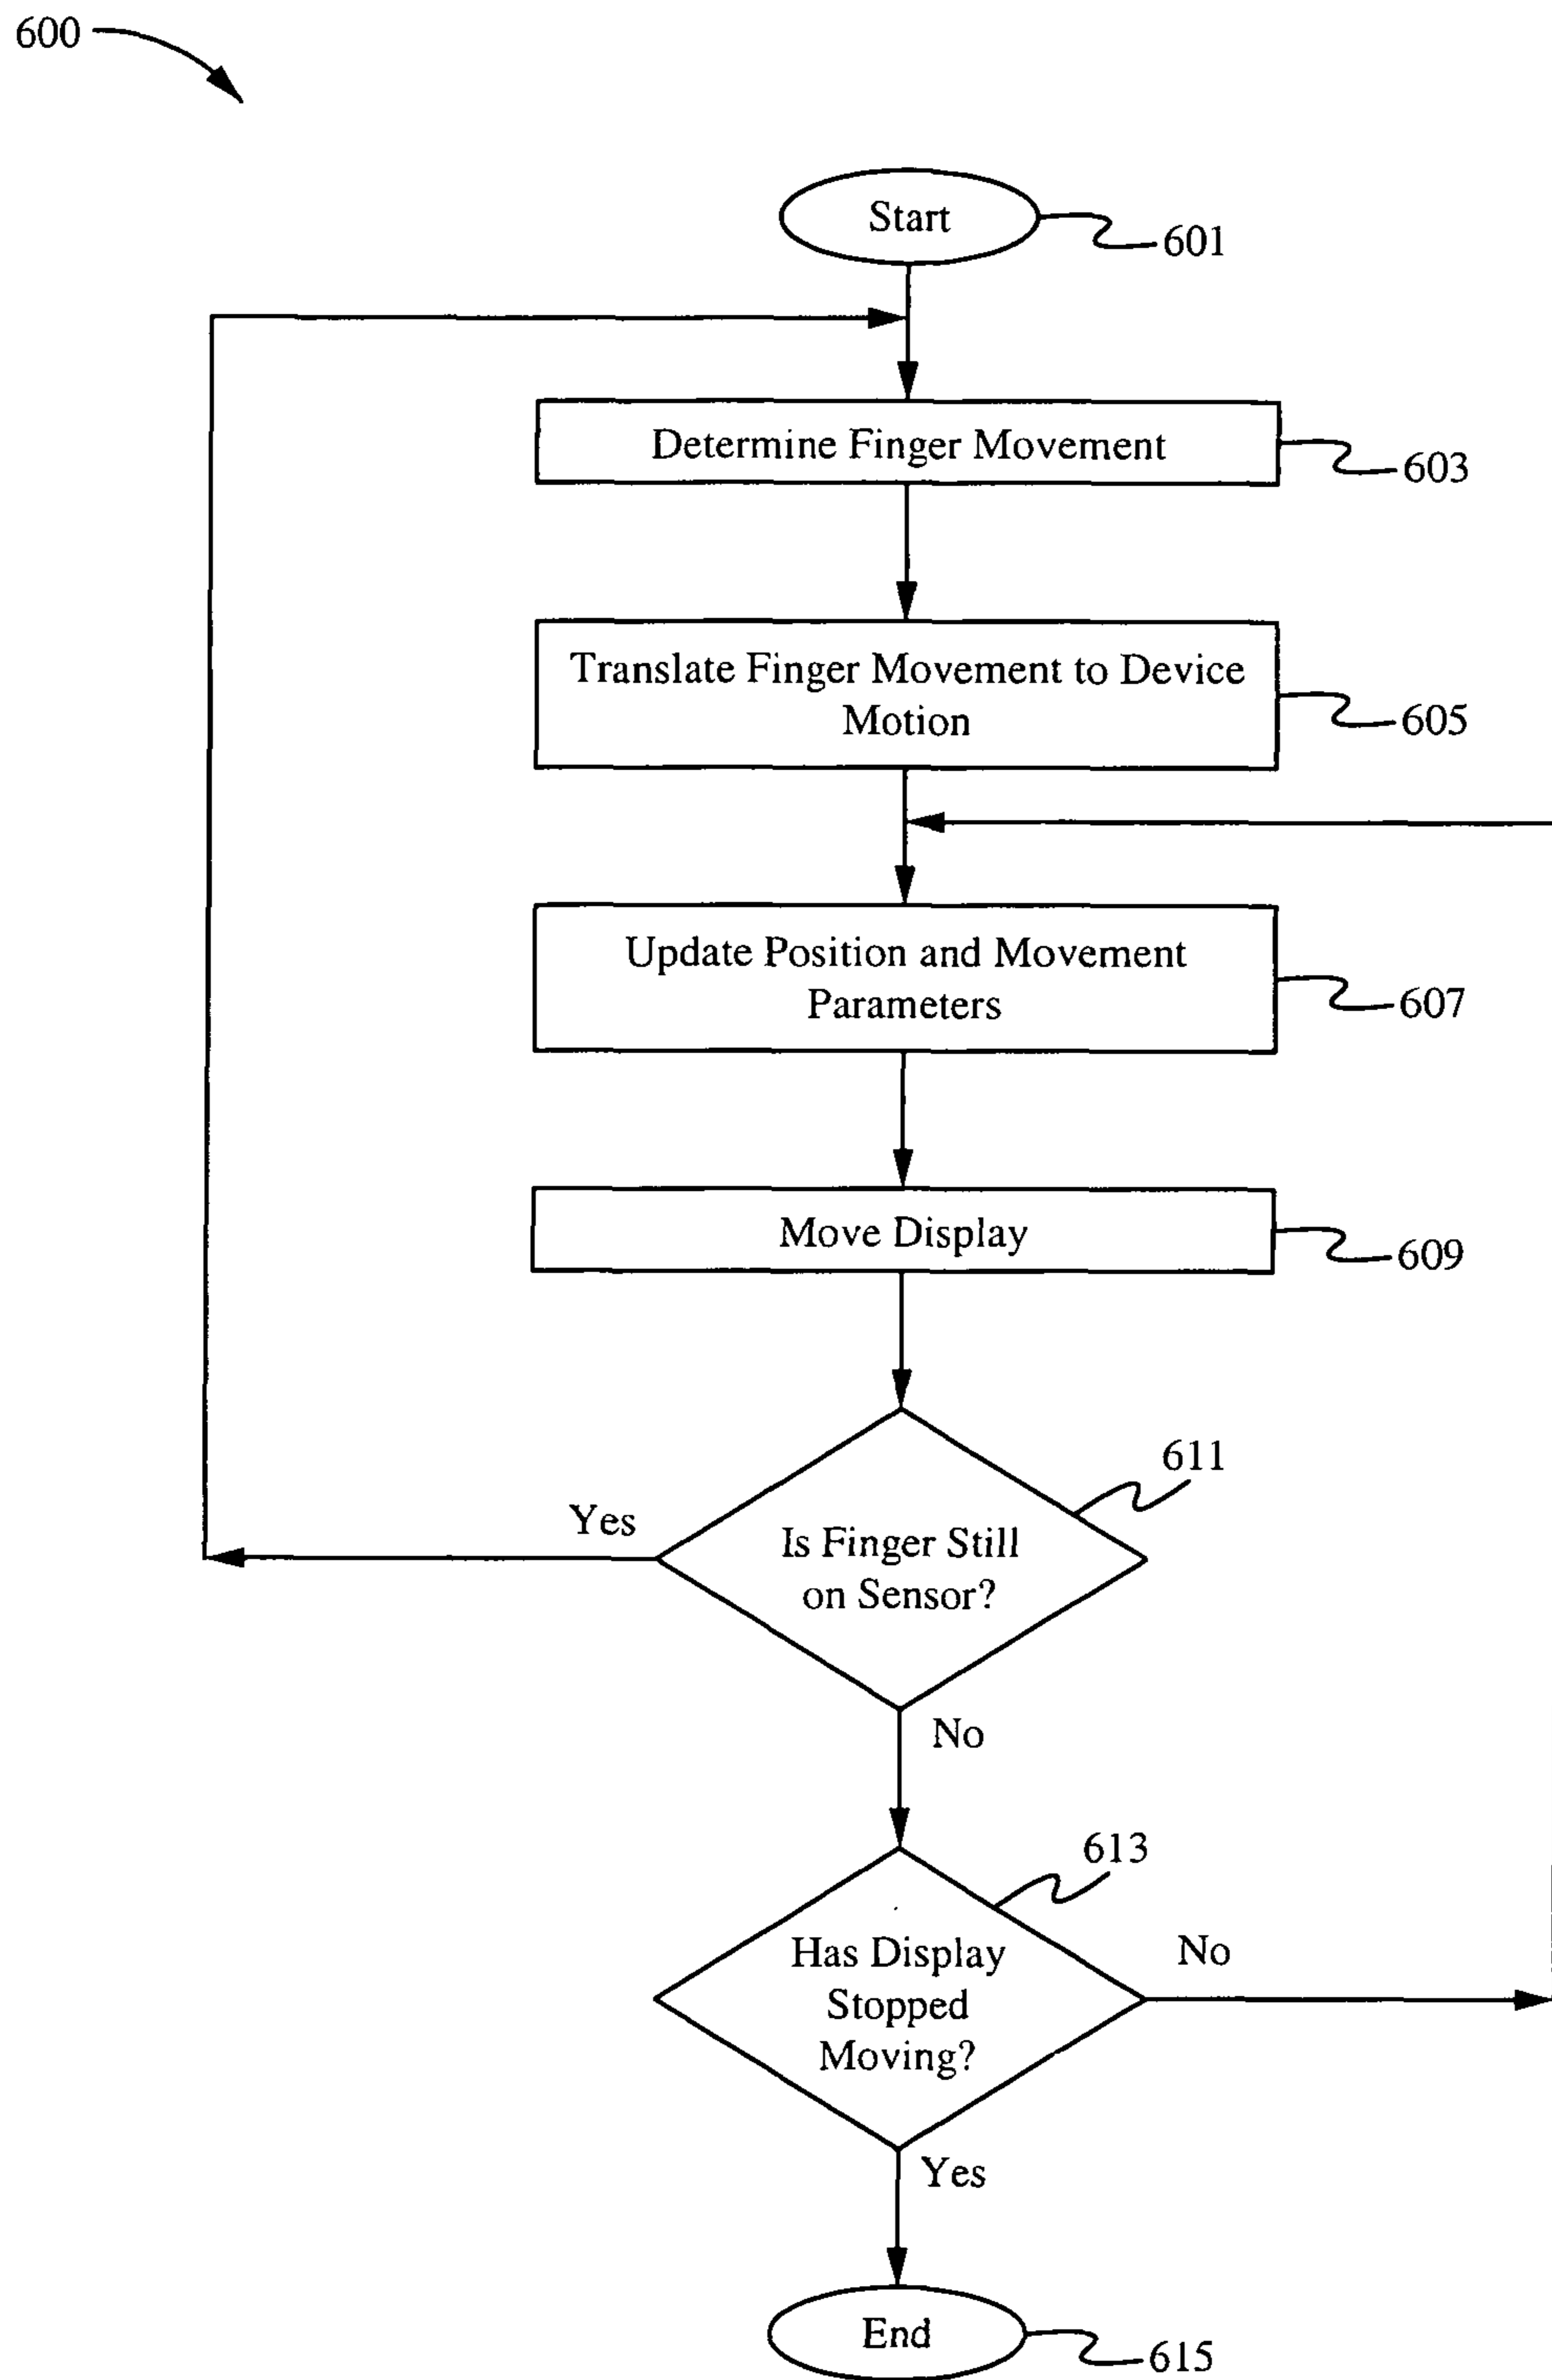 600
Start
601
Determine Finger Movement
603
Translate Finger Movement to Device
Motion
605
Update Position and Movement
Parameters
607
Move Display
609
611
Yes
Is Finger Still
on Sensor?
No
613
Has Display
Stopped
Moving?
No
Yes
End
615